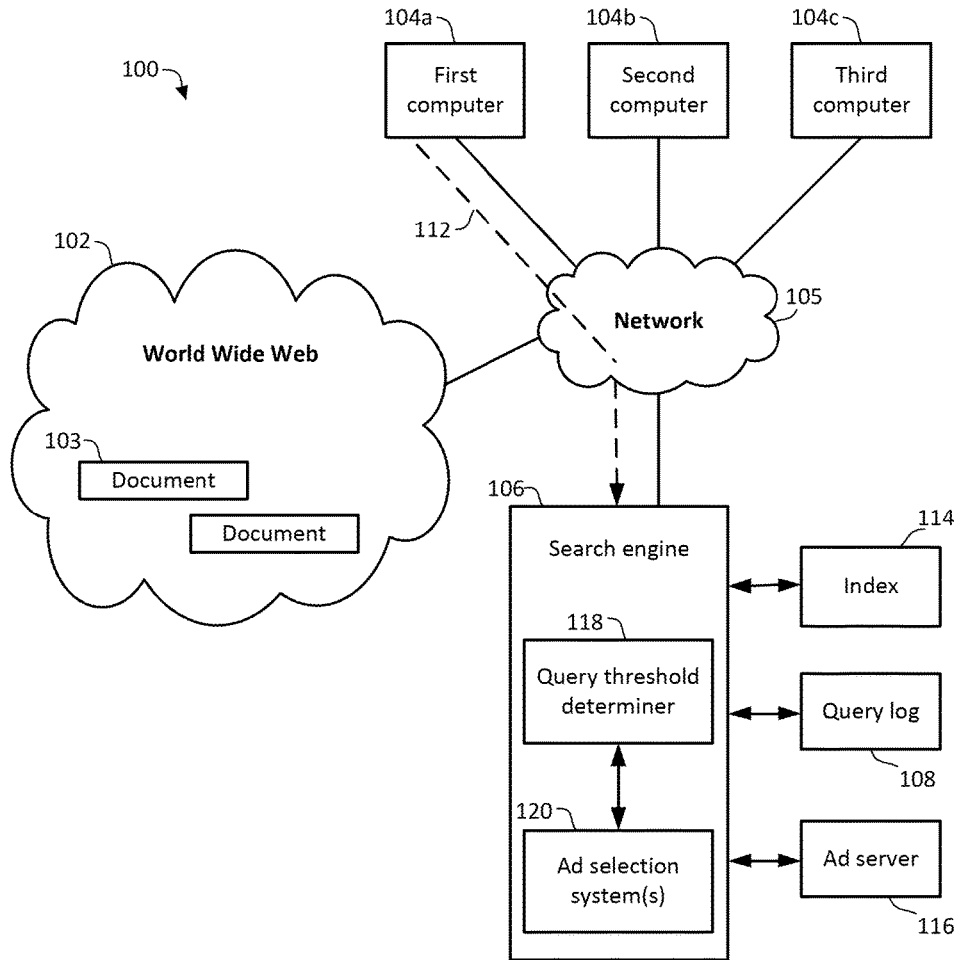 104a
104b
104c
100
First
computer
Second
computer
Third
computer
112
102
105
Network
World Wide Web
103
Document
Document
106
114
Search engine
Index
118
Query threshold
determiner
Query log
108
120
Ad selection
system(s)
Ad server
116